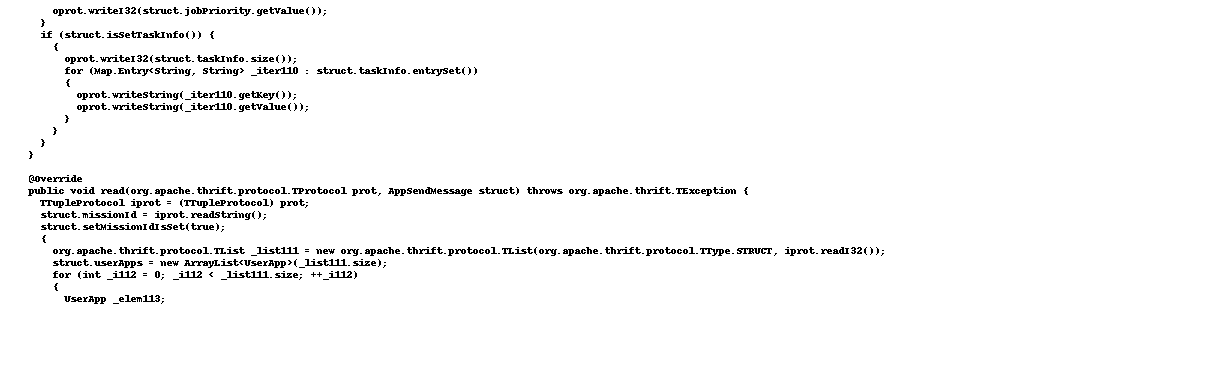 oprot.writeI32(struct.jobPriority.getValue());
}
if (struct.isSetTaskInfo()) {
{
oprot.writeI32(struct.taskInfo.size());
for (Map.Entry<String, String> _iter110 : struct.taskInfo.entrySet())
{
oprot.writeString(_iter110.getKey());
oprot.writeString(_iter110.getValue());
}
}
}
}
@Override
public void read(org.apache.thrift.protocol.TProtocol prot, AppSendMessage struct) throws org.apache.thrift.TException {
TTupleProtocol iprot = (TTupleProtocol) prot;
struct.missionId = iprot.readString();
struct.setMissionIdIsSet(true);
{
org.apache.thrift.protocol.TList _list111 = new org.apache.thrift.protocol.TList(org.apache.thrift.protocol.TType.STRUCT, iprot.readI32());
struct.userApps = new ArrayList<UserApp>(_list111.size);
for (int _i112 = 0; _i112 < _list111.size; ++_i112)
{
UserApp _elem113;